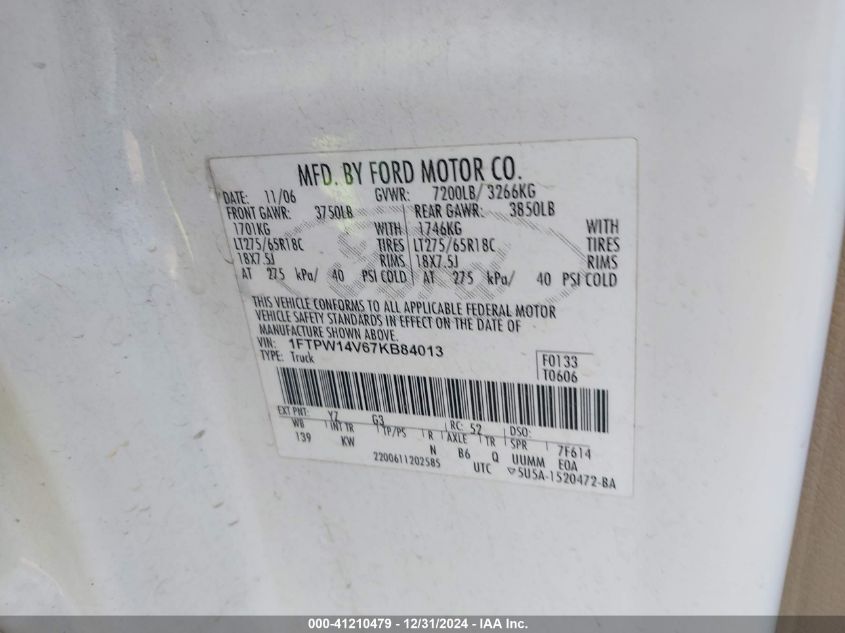 MFD. BY FORD MOTOR CO.
DATE: 11/06 GVWR: 7200LB/ 3266KG
FRONT GAWR: 3750LB REAR GAWR: 3850LB
1701KG WITH 1746KG WITH
LT275/65R18C TIRES LT275/65R18C TIRES
18X7.5J RIMS 18X7.5J RIMS
AT 275 kPa/ 40 PSI COLD AT 275 kPa/ 40 PSI COLD
THIS VEHICLE CONFORMS TO ALL APPLICABLE FEDERAL MOTOR
VEHICLE SAFETY STANDARDS IN EFFECT ON THE DATE OF
MANUFACTURE SHOWN ABOVE.
VIN: 1FTPW14V67KB84013 F0133
TYPE: Truck T0606
EXT PNT: YZ G3 RC: 52 DSO:
WB INT TR TP/PS R AXLE TR SPR 7F614
139 KW N B6 Q UUMM E0A
2200611202585 UTC 5U5A-1520472-BA
000-41210479 - 12/31/2024 - IAA Inc.